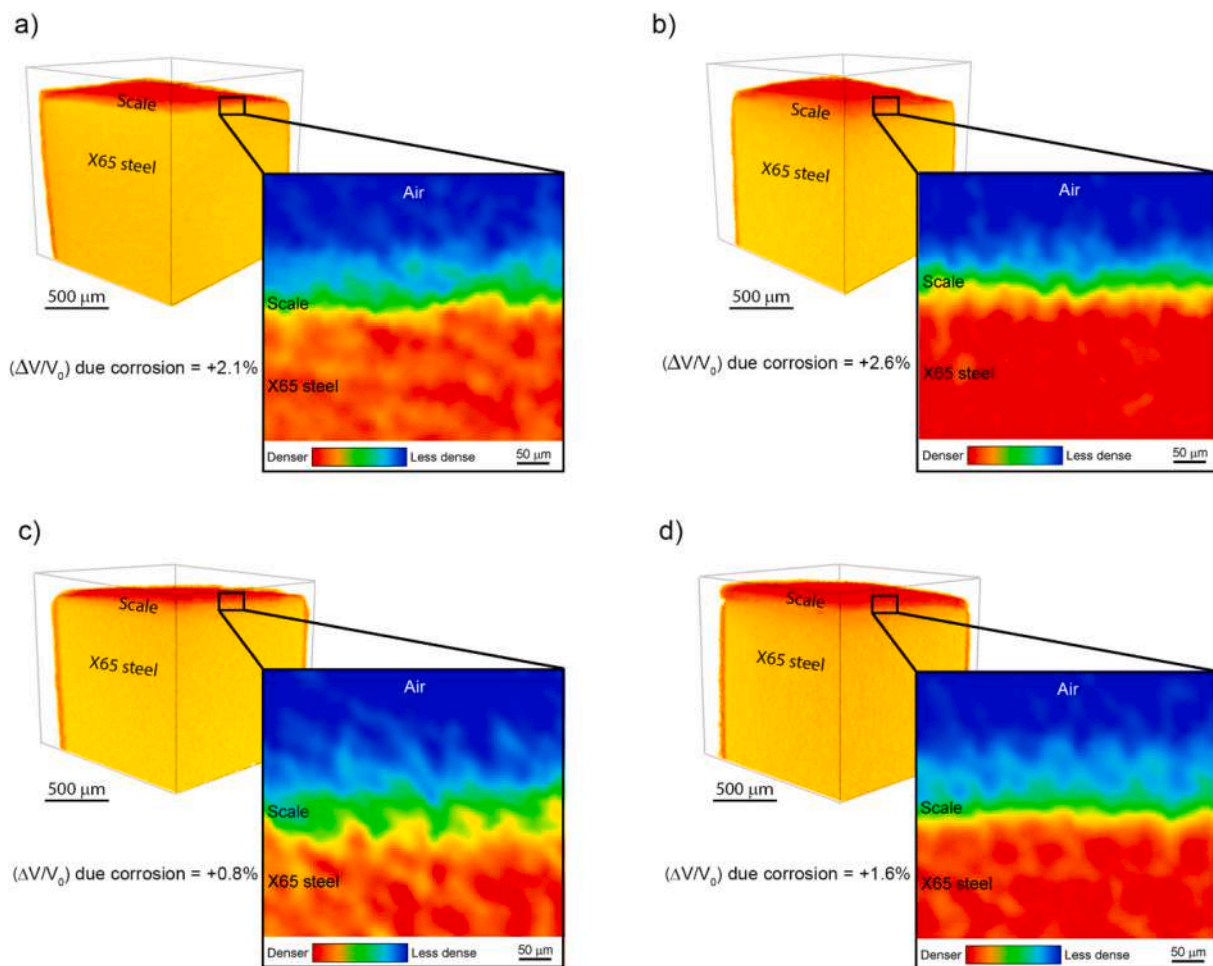 a)
Scale
X65 steel
500 μm
(ΔV/V₀) due corrosion = +2.1%
Air
Scale
X65 steel
Denser
Less dense
50 μm
b)
Scale
X65 steel
500 μm
(ΔV/V₀) due corrosion = +2.6%
Air
Scale
X65 steel
Denser
Less dense
50 μm
c)
Scale
X65 steel
500 μm
(ΔV/V₀) due corrosion = +0.8%
Air
Scale
X65 steel
Denser
Less dense
50 μm
d)
Scale
X65 steel
500 μm
(ΔV/V₀) due corrosion = +1.6%
Air
Scale
X65 steel
Denser
Less dense
50 μm